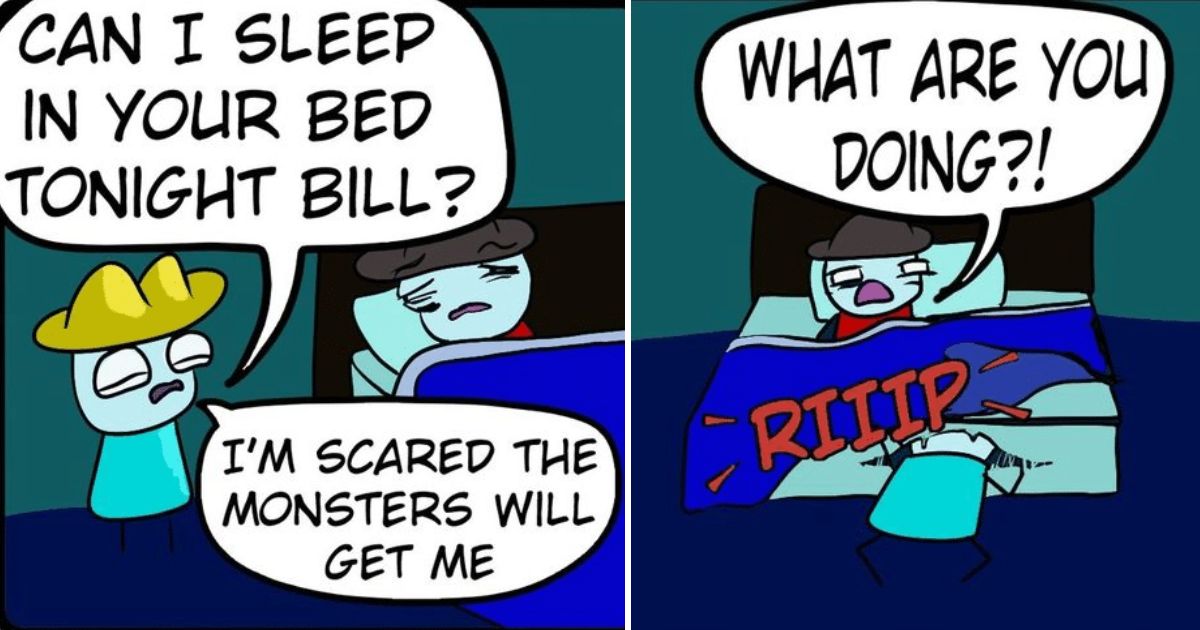 CAN I SLEEP
IN YOUR BED
TONIGHT BILL?
I'M SCARED THE
MONSTERS WILL
GET ME
WHAT ARE YOU
DOING?!
RIIIP